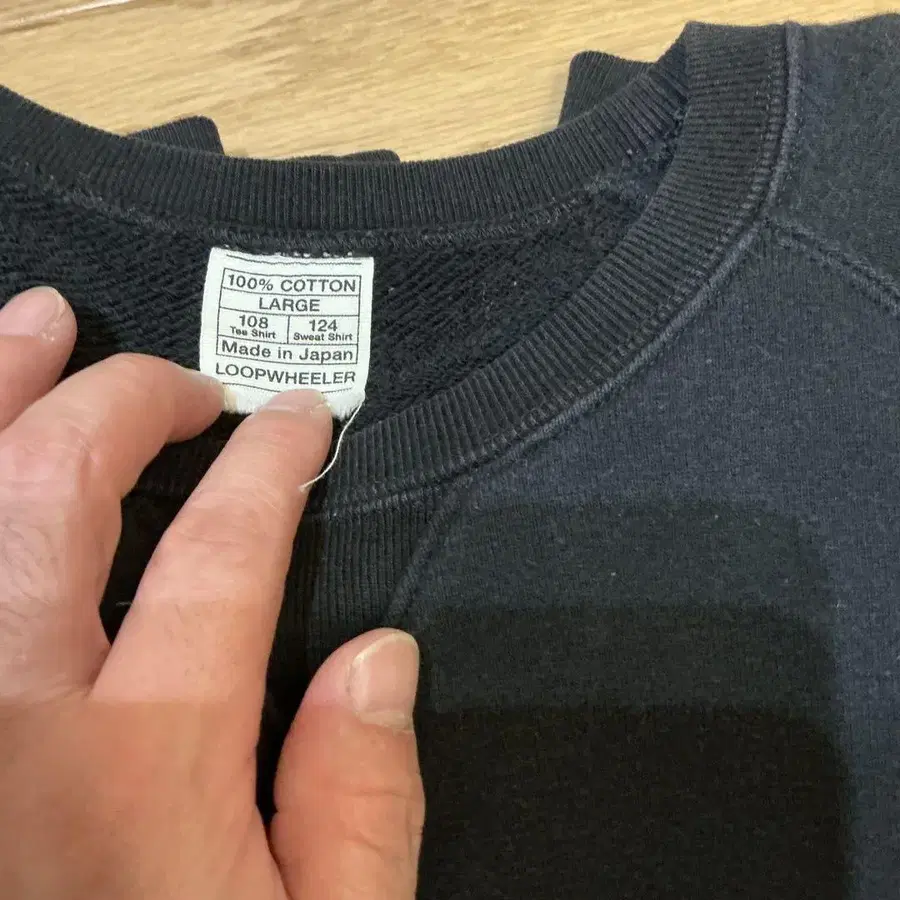 100% COTTON
LARGE
108 124
Tee Shirt Sweat Shirt
Made in Japan
LOOPWHEELER